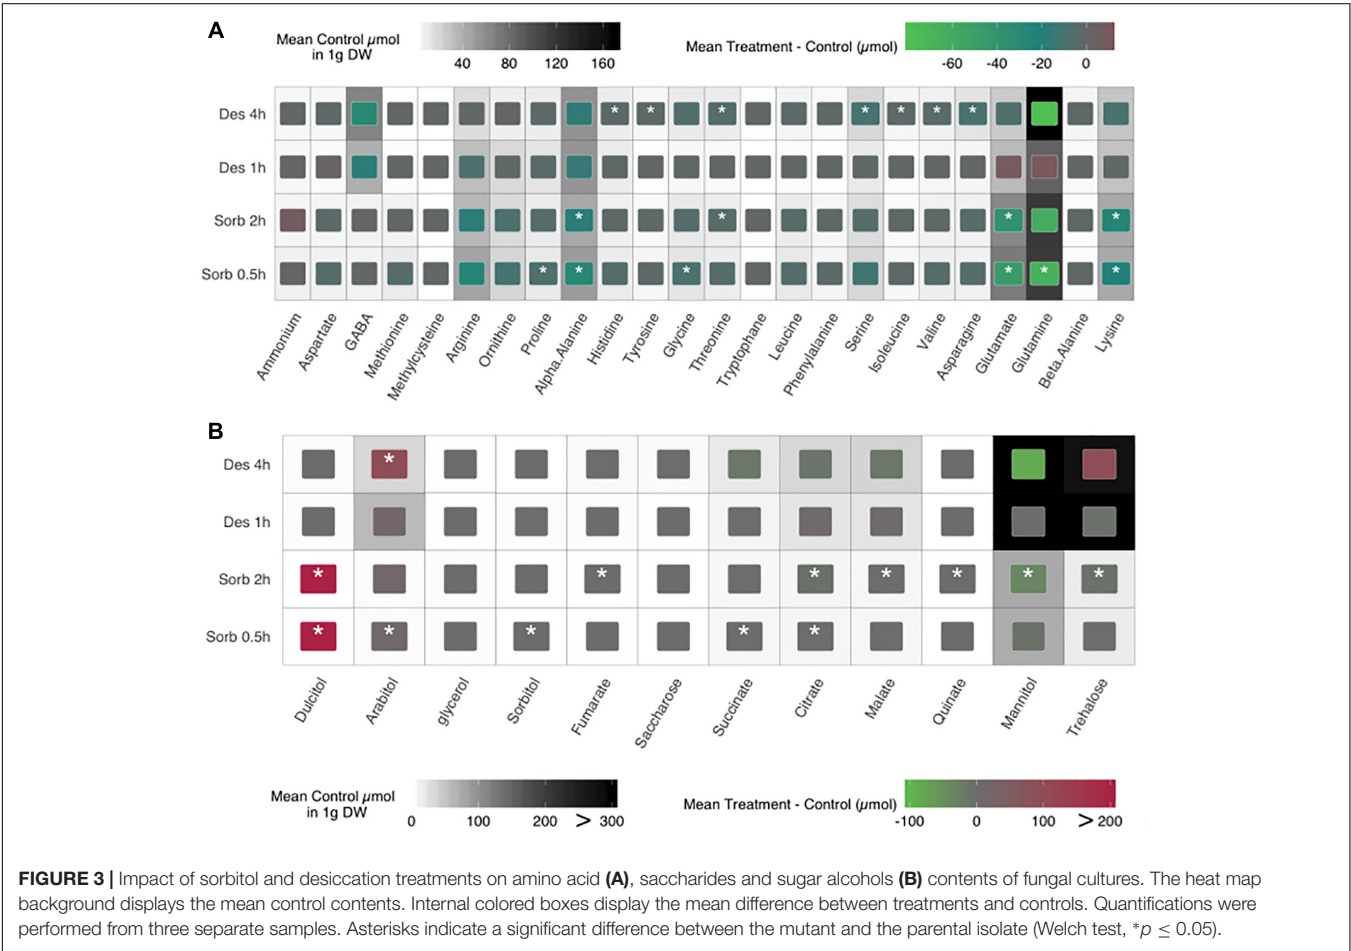 A
Mean Control µmol
in 1g DW
40 80 120 160
Mean Treatment - Control (µmol)
-60 -40 -20 0
Des 4h * * * * * * *
Des 1h
Sorb 2h * * * *
Sorb 0.5h * * * * * *
Ammonium Aspartate GABA Methionine Methylcysteine Arginine Ornithine Proline Alpha.Alanine Histidine Tyrosine Glycine Threonine Tryptophane Leucine Phenylalanine Serine Isoleucine Valine Asparagine Glutamate Glutamine Beta.Alanine Lysine
B
Des 4h *
Des 1h
Sorb 2h * * * * * * *
Sorb 0.5h * * * * *
Dulcitol Arabitol glycerol Sorbitol Fumarate Saccharose Succinate Citrate Malate Quinate Mannitol Trehalose
Mean Control µmol
in 1g DW
0 100 200 > 300
Mean Treatment - Control (µmol)
-100 0 100 > 200
FIGURE 3 | Impact of sorbitol and desiccation treatments on amino acid (A), saccharides and sugar alcohols (B) contents of fungal cultures. The heat map
background displays the mean control contents. Internal colored boxes display the mean difference between treatments and controls. Quantifications were
performed from three separate samples. Asterisks indicate a significant difference between the mutant and the parental isolate (Welch test, *p ≤ 0.05).